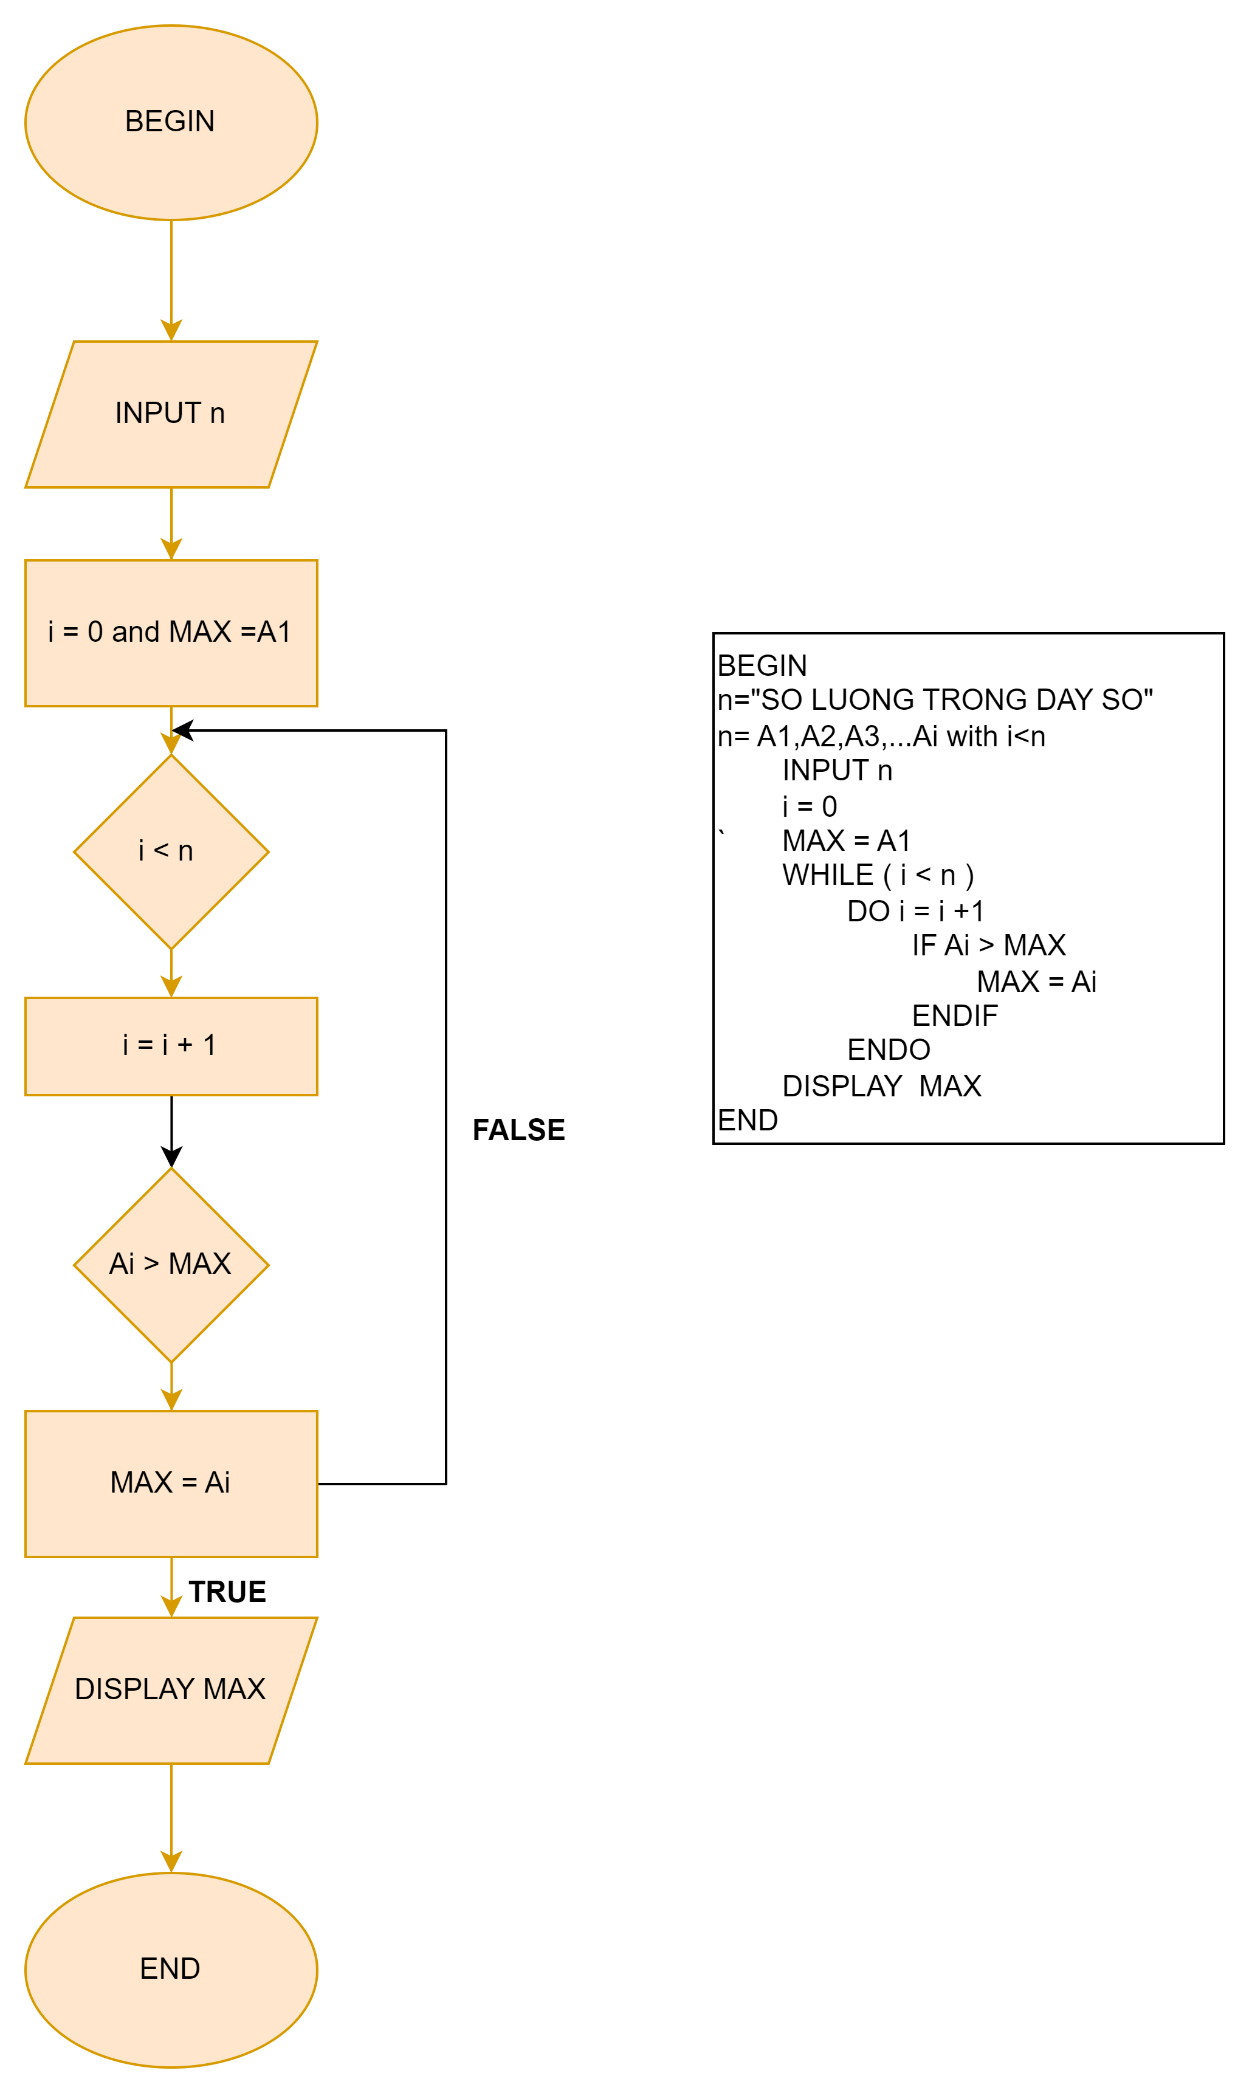 BEGIN
INPUT n
i = 0 and MAX =A1
i < n
i = i + 1
FALSE
Ai > MAX
MAX = Ai
TRUE
DISPLAY MAX
END
BEGIN
n="SO LUONG TRONG DAY SO"
n= A1,A2,A3,...Ai with i<n
INPUT n
i = 0
` MAX = A1
WHILE ( i < n )
DO i = i +1
IF Ai > MAX
MAX = Ai
ENDIF
ENDO
DISPLAY  MAX
END